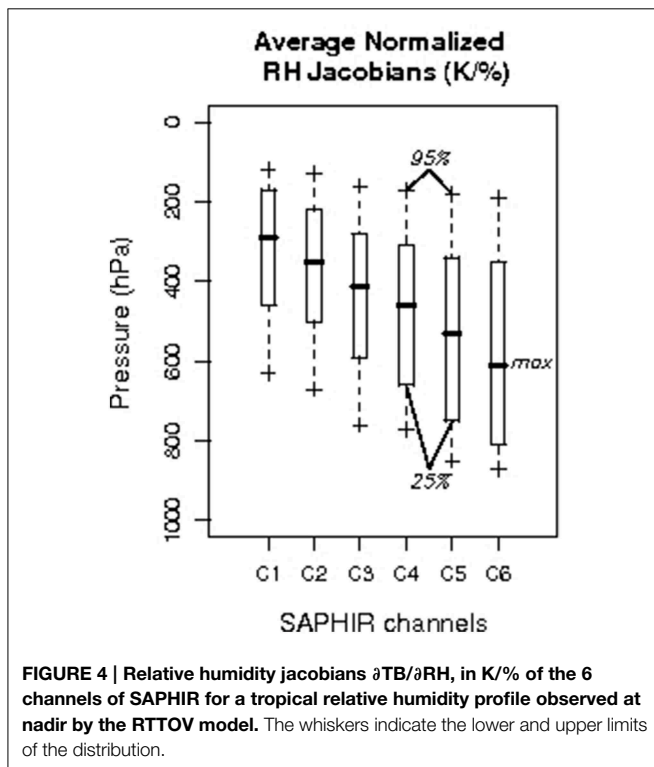 Average Normalized
RH Jacobians (K/%)
Pressure (hPa)
0
200
400
600
800
1000
95%
max
25%
C1 C2 C3 C4 C5 C6
SAPHIR channels
FIGURE 4 | Relative humidity jacobians ∂TB/∂RH, in K/% of the 6
channels of SAPHIR for a tropical relative humidity profile observed at
nadir by the RTTOV model. The whiskers indicate the lower and upper limits
of the distribution.